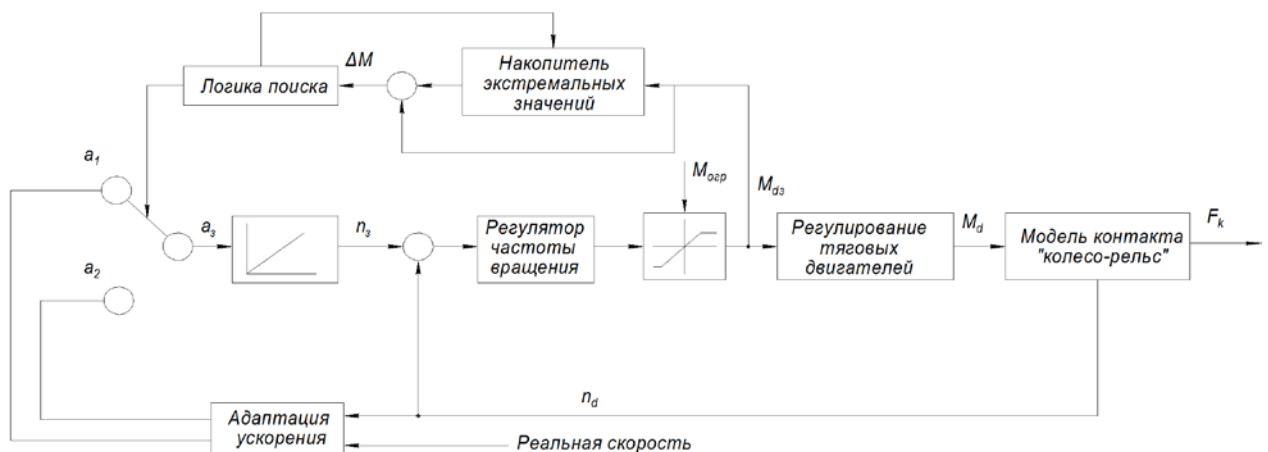 ΔM
Логика поиска
Накопитель
экстремальных
значений
a₁
Mогр
Mdз
aз
nз
Регулятор
частоты
вращения
Регулирование
тяговых
двигателей
Md
Модель контакта
"колесо-рельс"
Fk
a₂
nd
Адаптация
ускорения
Реальная скорость